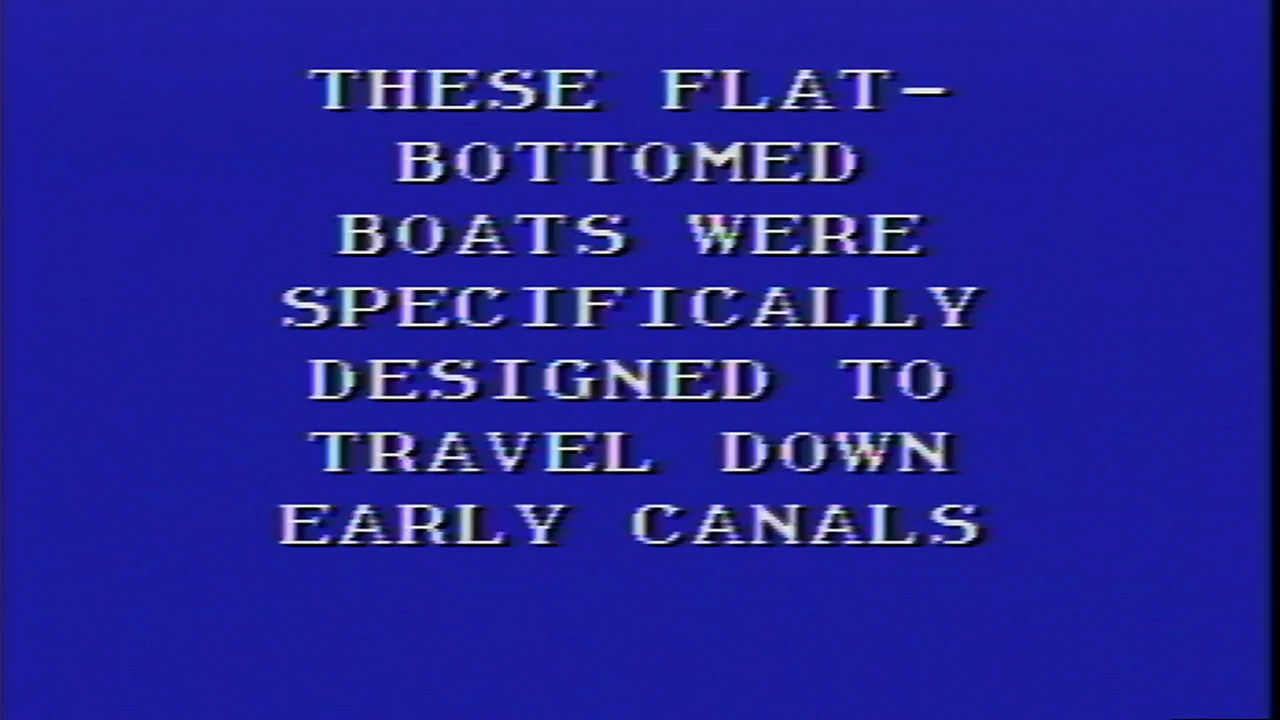 THESE FLAT-
BOTTOMED
BOATS WERE
SPECIFICALLY
DESIGNED TO
TRAVEL DOWN
EARLY CANALS